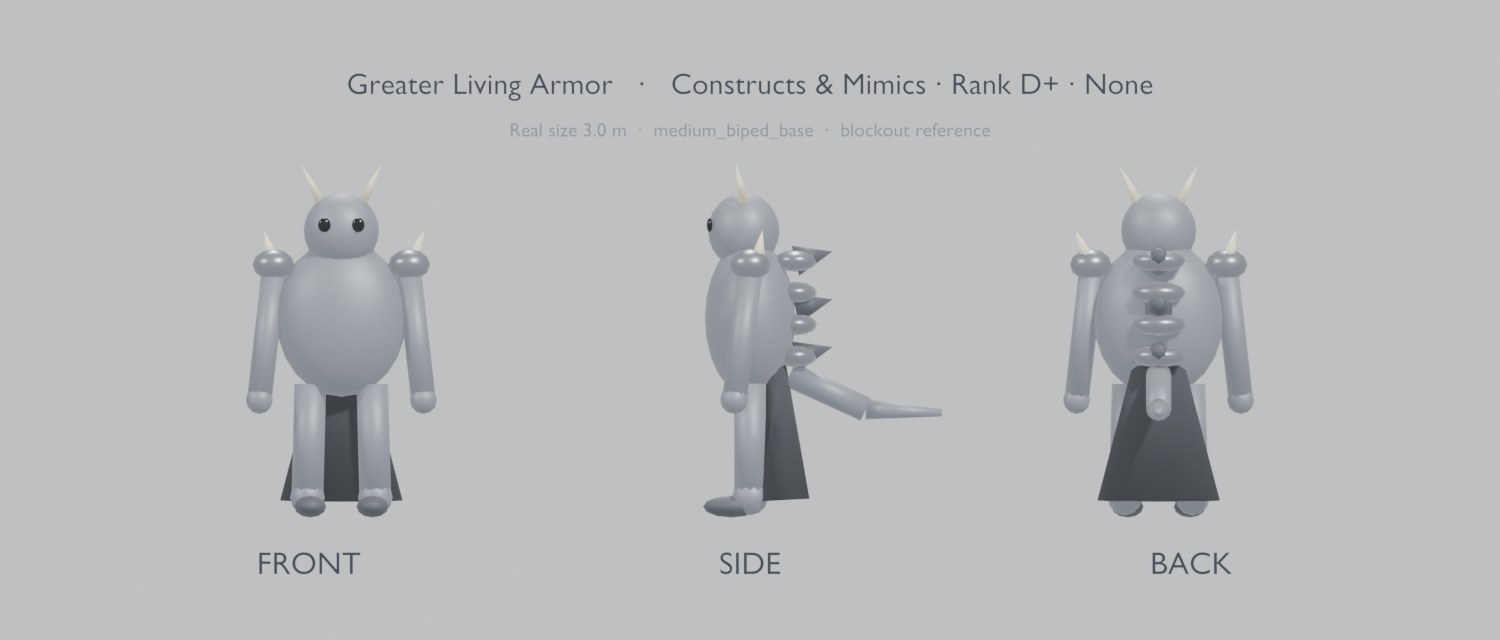 Greater Living Armor · Constructs & Mimics · Rank D+ · None
Real size 3.0 m · medium_biped_base · blockout reference
FRONT SIDE BACK